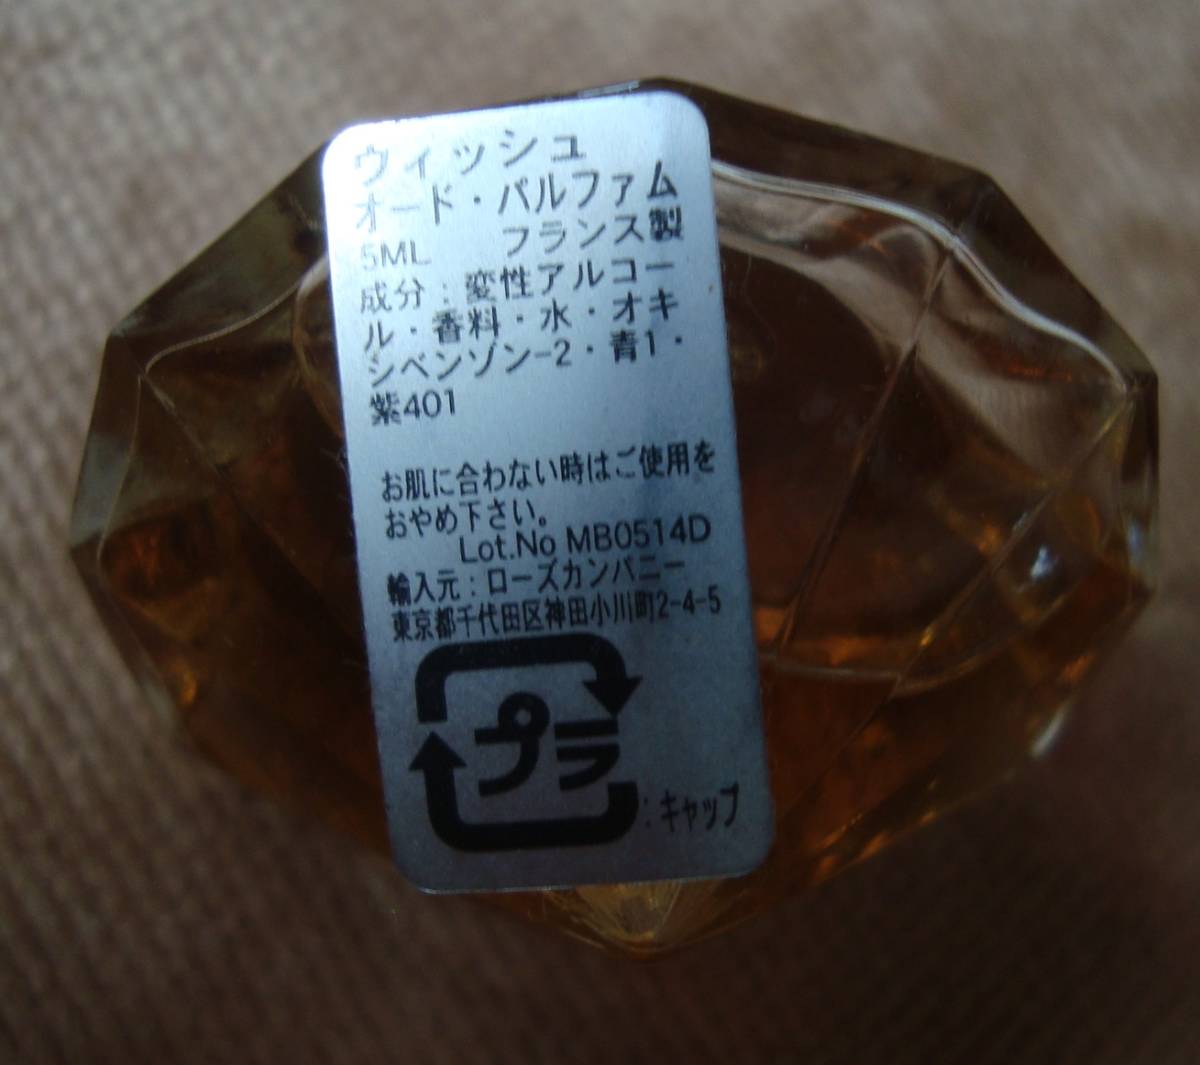 ウィッシュ
オード・パルファム
5ML フランス製
成分：変性アルコー
ル・香料・水・オキ
シベンゾン-2・青1・
紫401
お肌に合わない時はご使用を
おやめ下さい。
Lot.No MB0514D
輸入元：ローズカンパニー
東京都千代田区神田小川町2-4-5
プラ
：キャップ